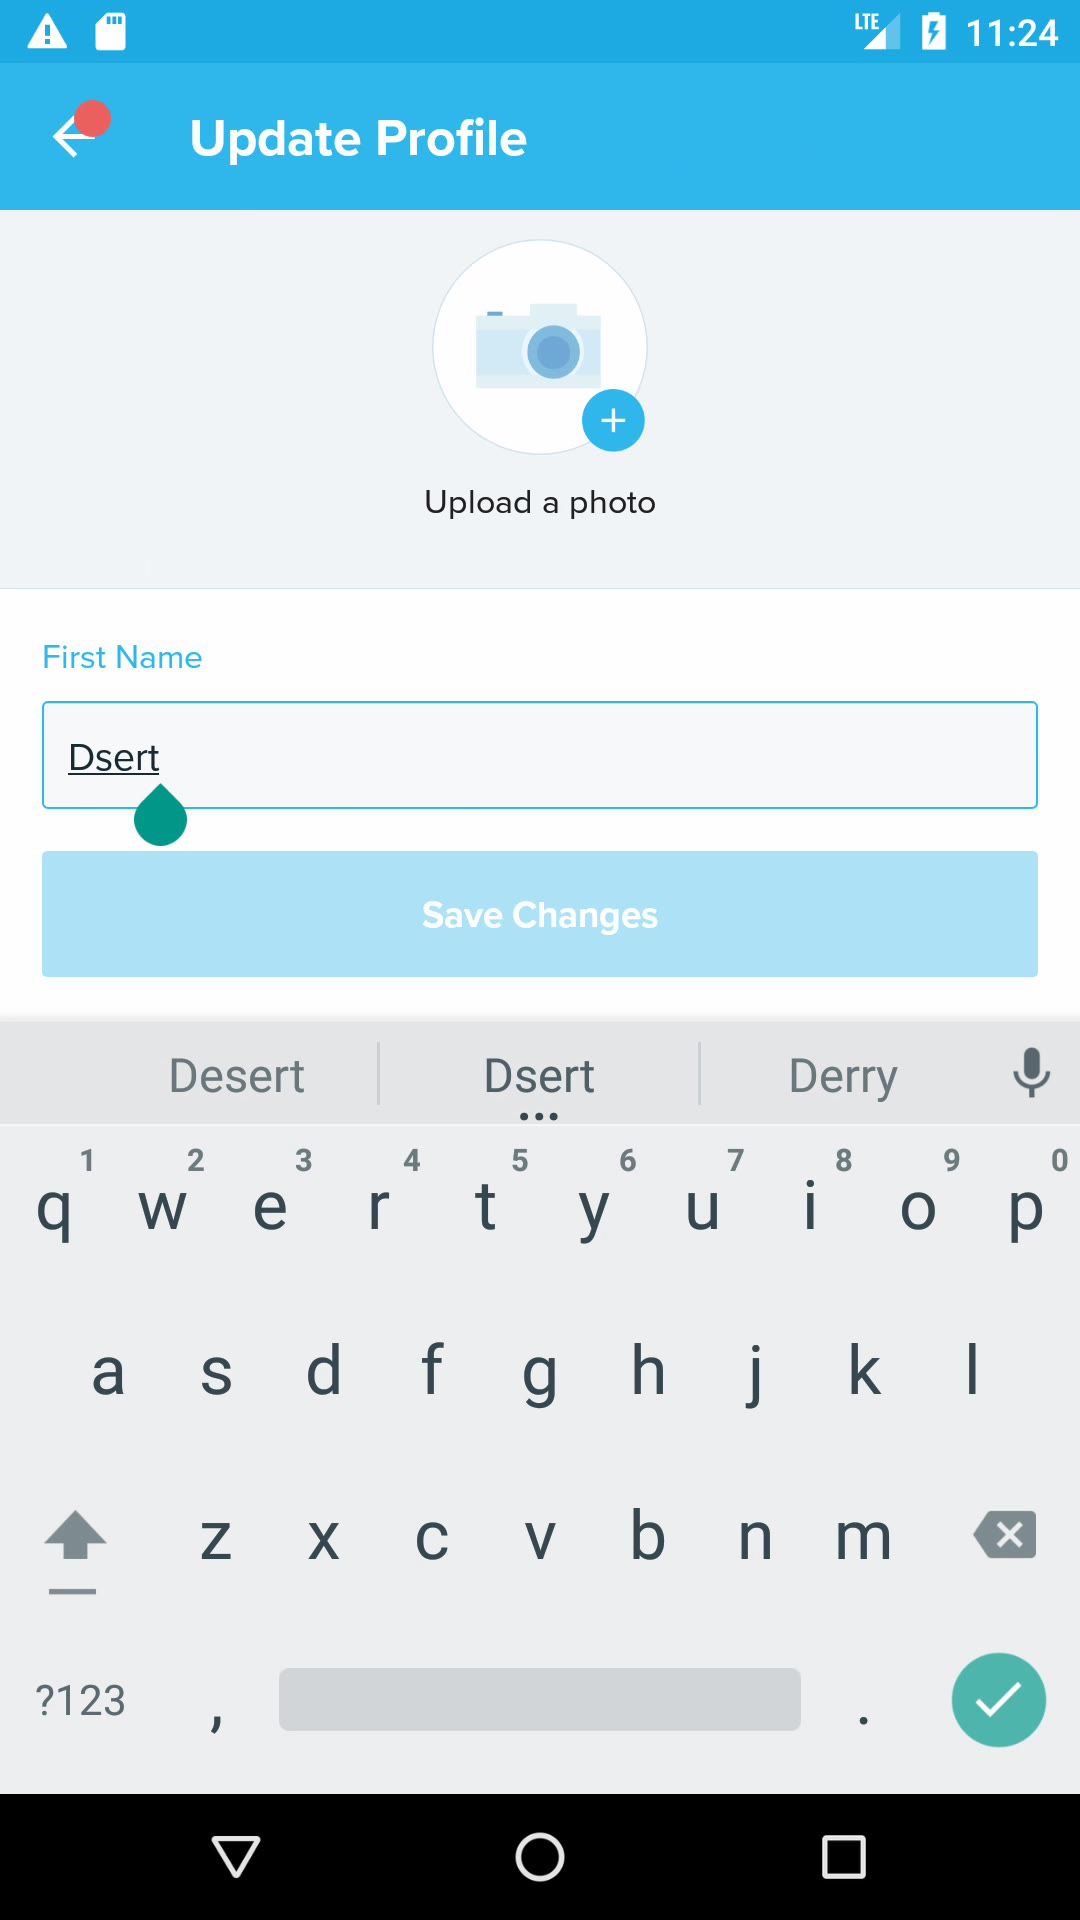 LTE 11:24
Update Profile
Upload a photo
First Name
Dsert
Save Changes
Desert Dsert Derry
1 2 3 4 5 6 7 8 9 0
q w e r t y u i o p
a s d f g h j k l
z x c v b n m
?123 , .